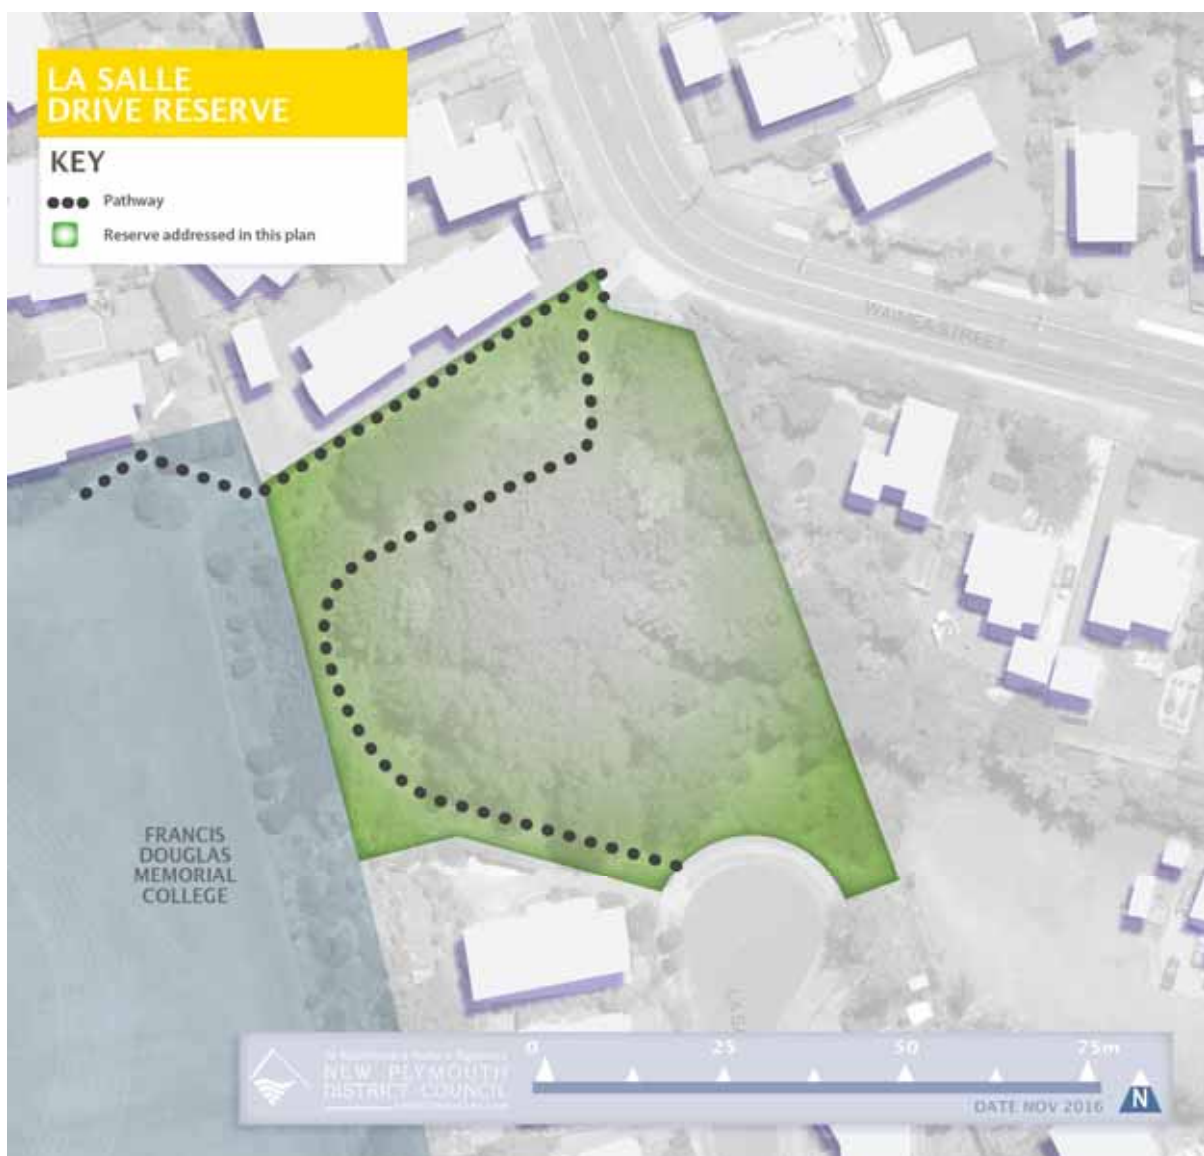 LA SALLE
DRIVE RESERVE
KEY
Pathway
Reserve addressed in this plan
WAIMEA STREET
FRANCIS
DOUGLAS
MEMORIAL
COLLEGE
NEW PLYMOUTH
DISTRICT COUNCIL
0 25 50 75m
DATE NOV 2016
N